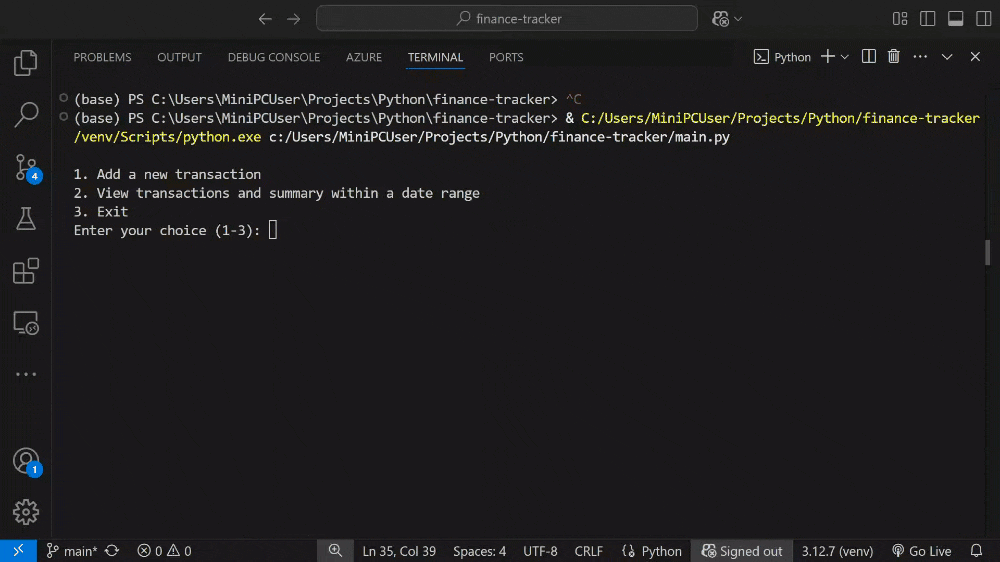 finance-tracker
PROBLEMS OUTPUT DEBUG CONSOLE AZURE TERMINAL PORTS Python
(base) PS C:\Users\MiniPCUser\Projects\Python\finance-tracker> ^C
(base) PS C:\Users\MiniPCUser\Projects\Python\finance-tracker> & C:/Users/MiniPCUser/Projects/Python/finance-tracker
/venv/Scripts/python.exe c:/Users/MiniPCUser/Projects/Python/finance-tracker/main.py
1. Add a new transaction
2. View transactions and summary within a date range
3. Exit
Enter your choice (1-3):
4
1
main* 0 0 Ln 35, Col 39 Spaces: 4 UTF-8 CRLF Python Signed out 3.12.7 (venv) Go Live